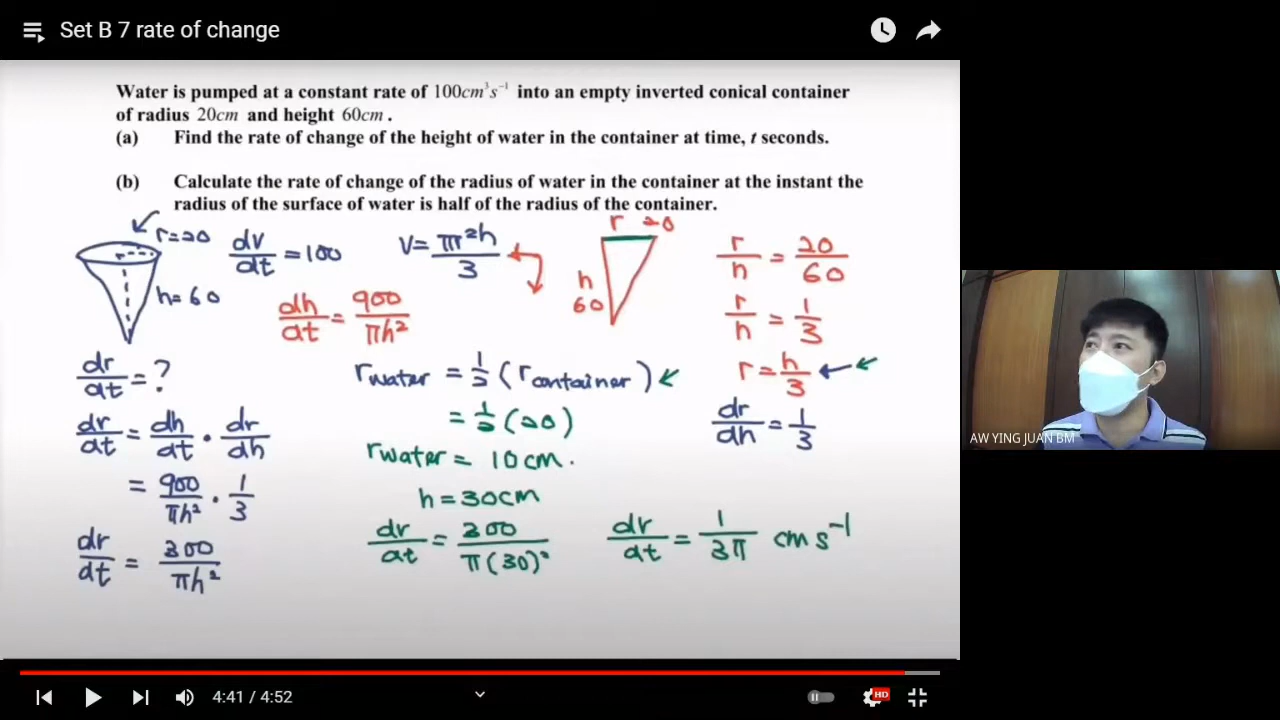 Set B 7 rate of change
Water is pumped at a constant rate of 100cm³s⁻¹ into an empty inverted conical container
of radius 20cm and height 60cm.
(a) Find the rate of change of the height of water in the container at time, t seconds.
(b) Calculate the rate of change of the radius of water in the container at the instant the
radius of the surface of water is half of the radius of the container.
r=20
h=60
dv/dt = 100
V= πr²h/3
r 20
h
60
r/h = 20/60
dh/dt = 900/πh²
r/h = 1/3
dr/dt = ?
r water = 1/2 (r container)
r = h/3
dr/dt = dh/dt · dr/dh
= 1/2 (20)
dr/dh = 1/3
r water = 10cm.
= 900/πh² · 1/3
h = 30cm
dr/dt = 300/πh²
dr/dt = 300/π(30)²
dr/dt = 1/3π cm s⁻¹
AW YING JUAN BM
4:41 / 4:52
HD